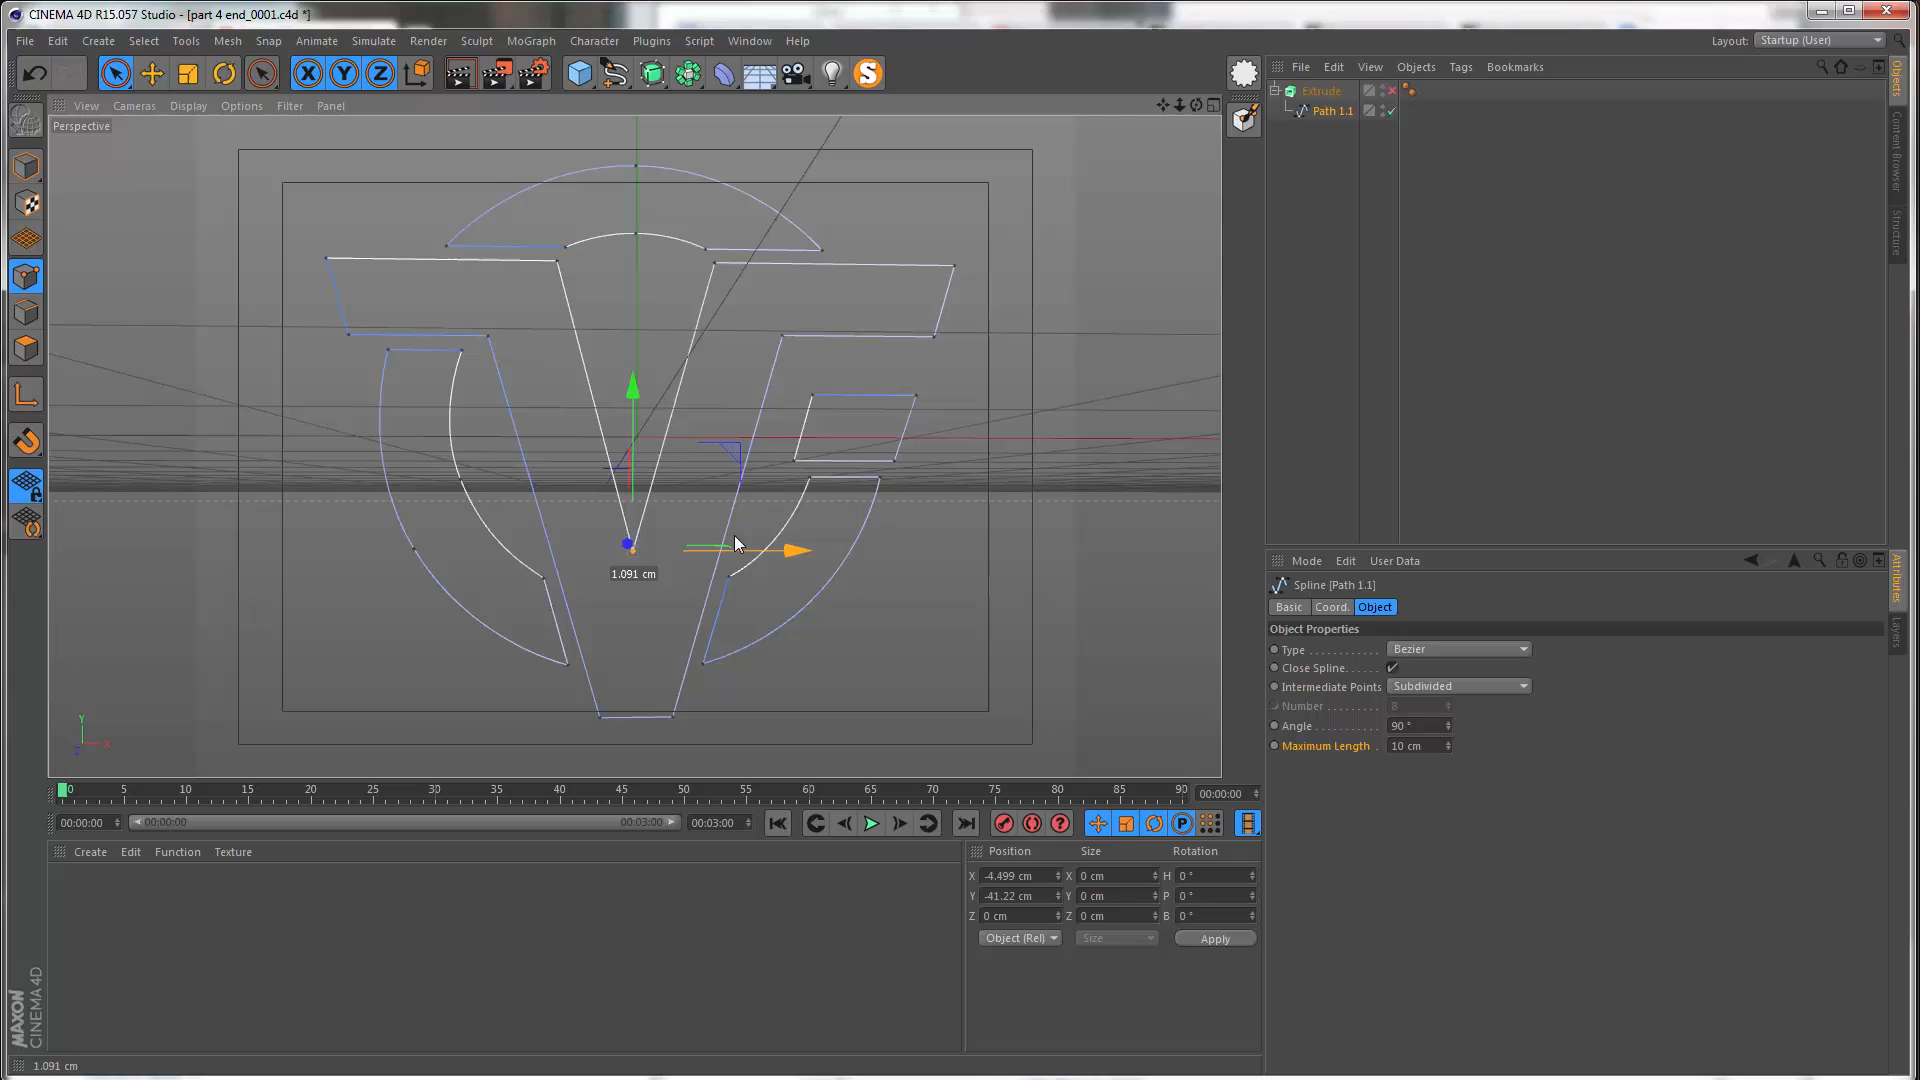 CINEMA 4D R15.057 Studio - [part 4 end_0001.c4d *]
File Edit Create Select Tools Mesh Snap Animate Simulate Render Sculpt MoGraph Character Plugins Script Window Help
Layout: Startup (User)
X Y Z S
File Edit View Objects Tags Bookmarks
Extrude
Path 1.1
View Cameras Display Options Filter Panel
Perspective
1.091 cm
Y
X
Z
Objects
Content Browser
Structure
Mode Edit User Data
Spline [Path 1.1]
Basic Coord. Object
Object Properties
Type Bezier
Close Spline
Intermediate Points Subdivided
Number 8
Angle 90 °
Maximum Length 10 cm
Attributes
Layers
0 5 10 15 20 25 30 35 40 45 50 55 60 65 70 75 80 85 90 00:00:00
00:00:00 00:00:00 00:03:00 00:03:00
? P
Create Edit Function Texture
Position Size Rotation
X -4.499 cm X 0 cm H 0 °
Y -41.22 cm Y 0 cm P 0 °
Z 0 cm Z 0 cm B 0 °
Object (Rel) Size Apply
MAXON
CINEMA 4D
1.091 cm